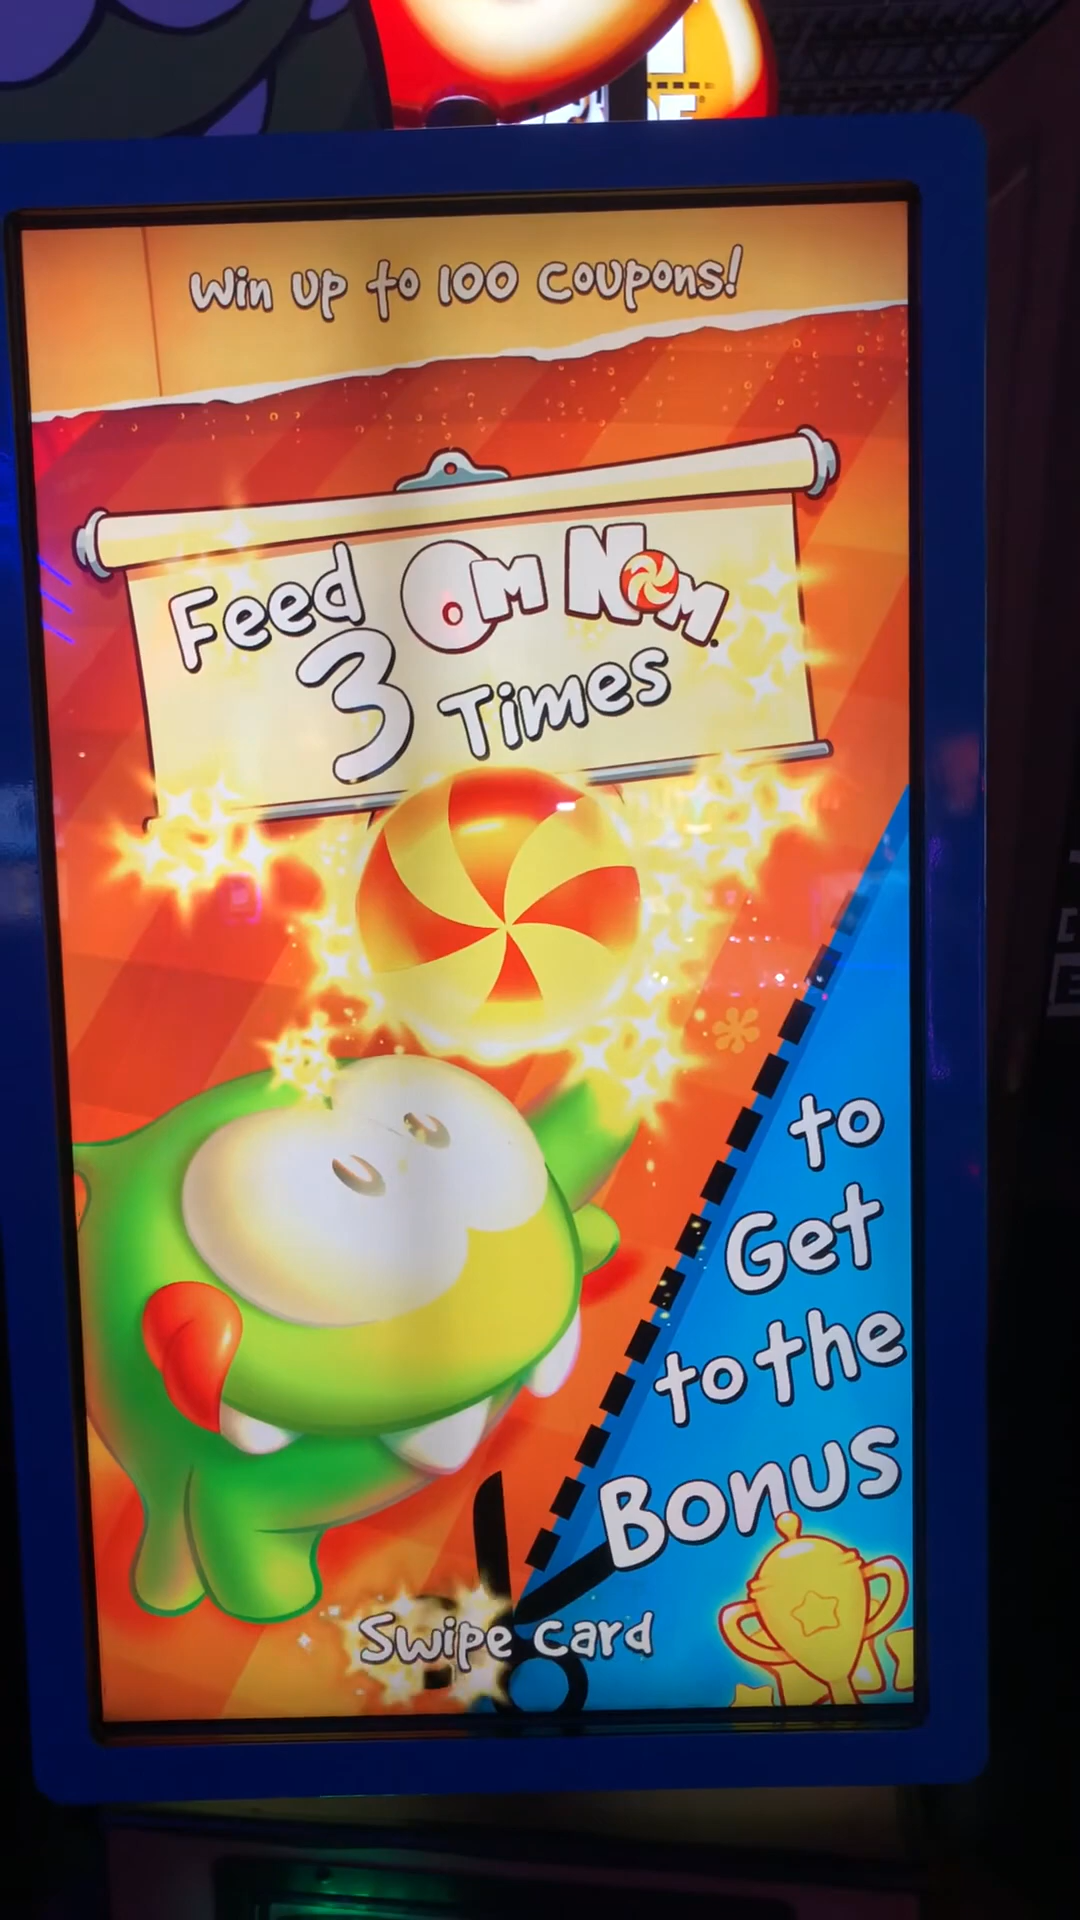 Win up to 100 coupons!
Feed Om Nom
3 Times
to
Get
to the
Bonus
Swipe card